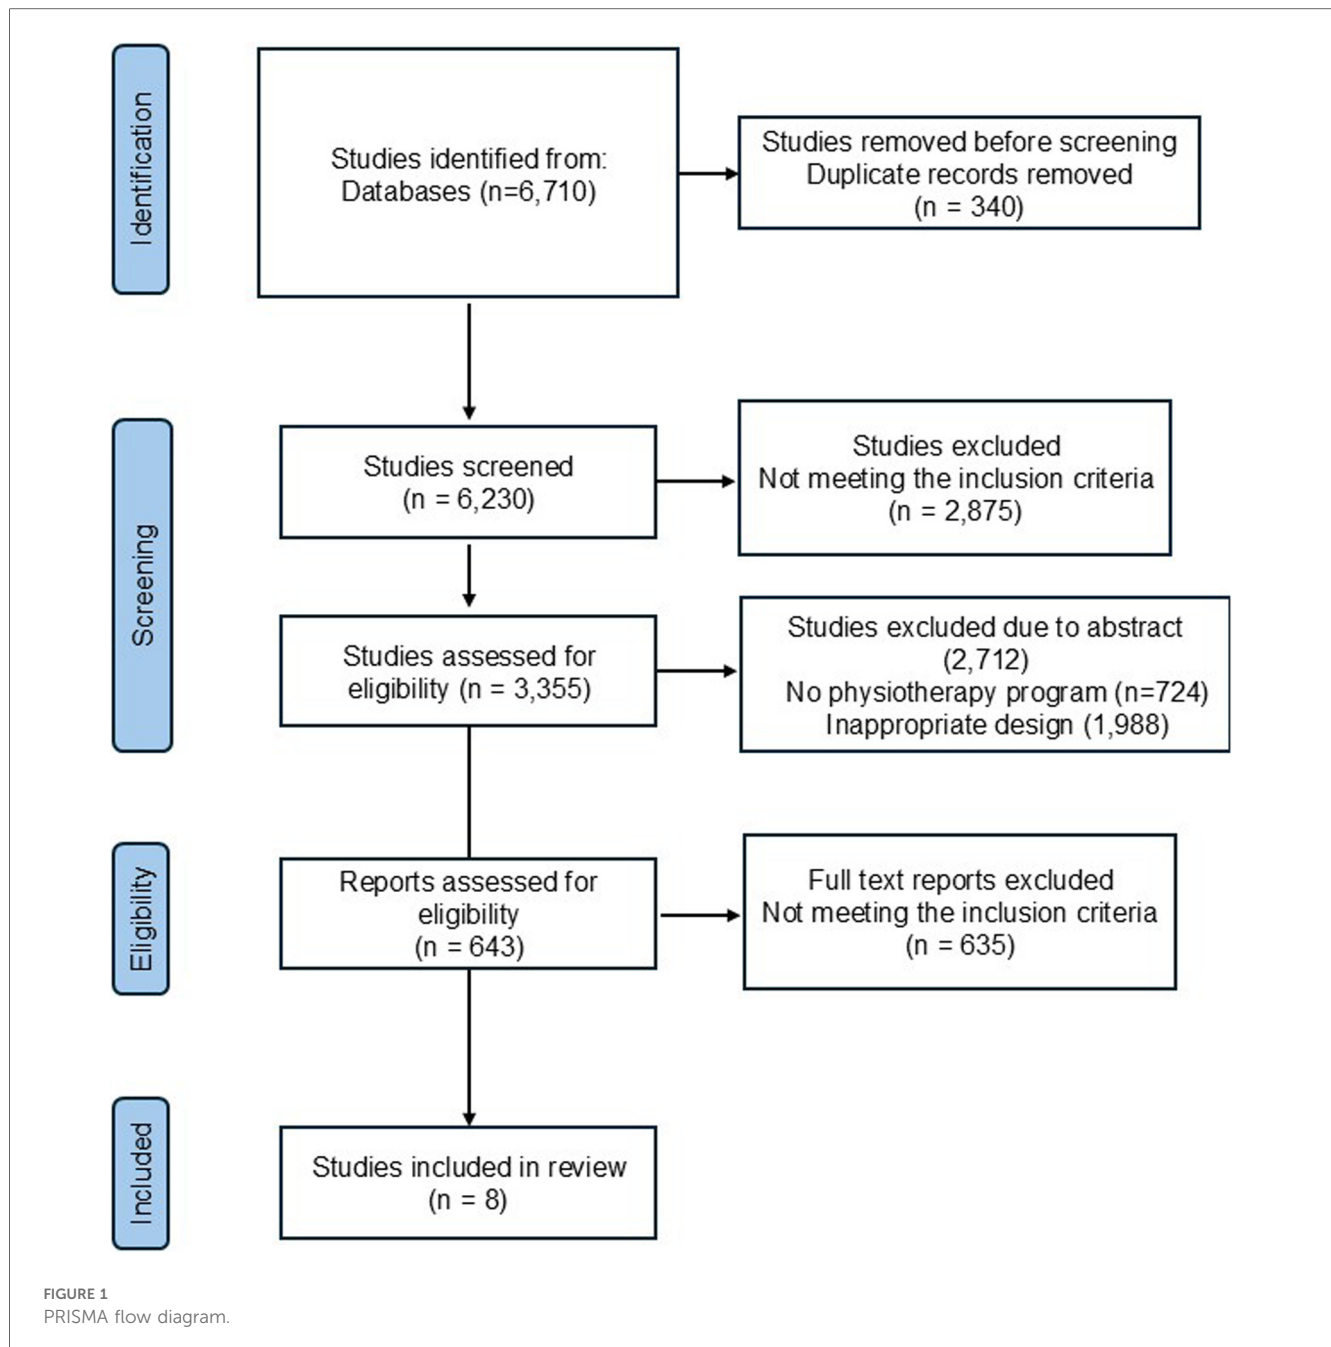 Identification
Studies identified from:
Databases (n=6,710)
Studies removed before screening
Duplicate records removed
(n = 340)
Screening
Studies screened
(n = 6,230)
Studies excluded
Not meeting the inclusion criteria
(n = 2,875)
Studies assessed for
eligibility (n = 3,355)
Studies excluded due to abstract
(2,712)
No physiotherapy program (n=724)
Inappropriate design (1,988)
Eligibility
Reports assessed for
eligibility
(n = 643)
Full text reports excluded
Not meeting the inclusion criteria
(n = 635)
Included
Studies included in review
(n = 8)
FIGURE 1
PRISMA flow diagram.